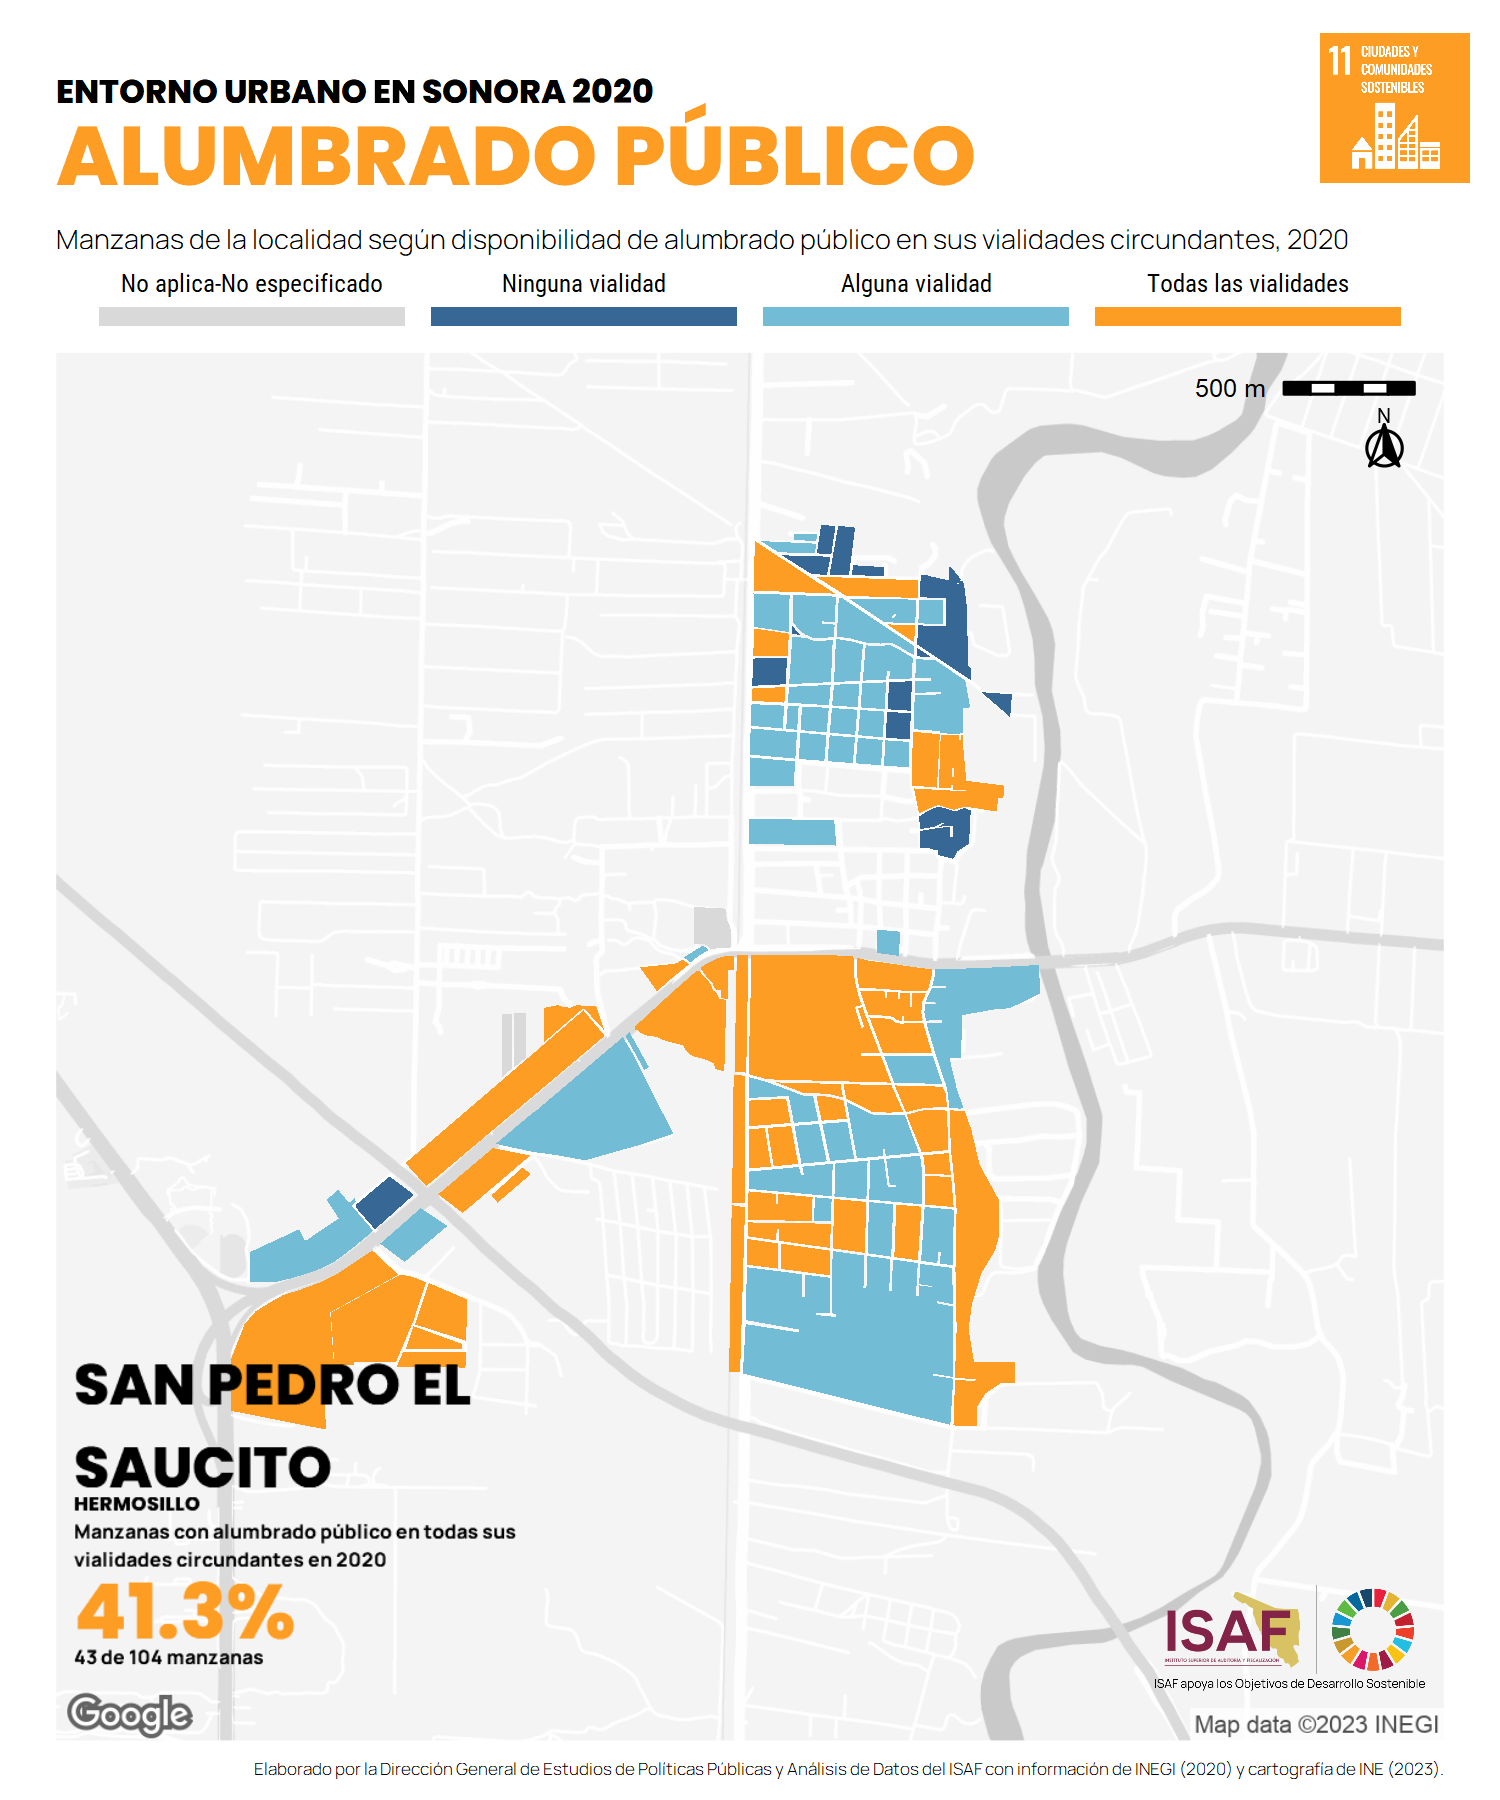 11 CIUDADES Y
COMUNIDADES
SOSTENIBLES
ENTORNO URBANO EN SONORA 2020
ALUMBRADO PÚBLICO
Manzanas de la localidad según disponibilidad de alumbrado público en sus vialidades circundantes, 2020
No aplica-No especificado
Ninguna vialidad
Alguna vialidad
Todas las vialidades
500 m
N
SAN PEDRO EL
SAUCITO
HERMOSILLO
Manzanas con alumbrado público en todas sus
vialidades circundantes en 2020
41.3%
43 de 104 manzanas
Google
ISAF
INSTITUTO SUPERIOR DE AUDITORÍA Y FISCALIZACIÓN
ISAF apoya los Objetivos de Desarrollo Sostenible
Map data ©2023 INEGI
Elaborado por la Dirección General de Estudios de Políticas Públicas y Análisis de Datos del ISAF con información de INEGI (2020) y cartografía de INE (2023).